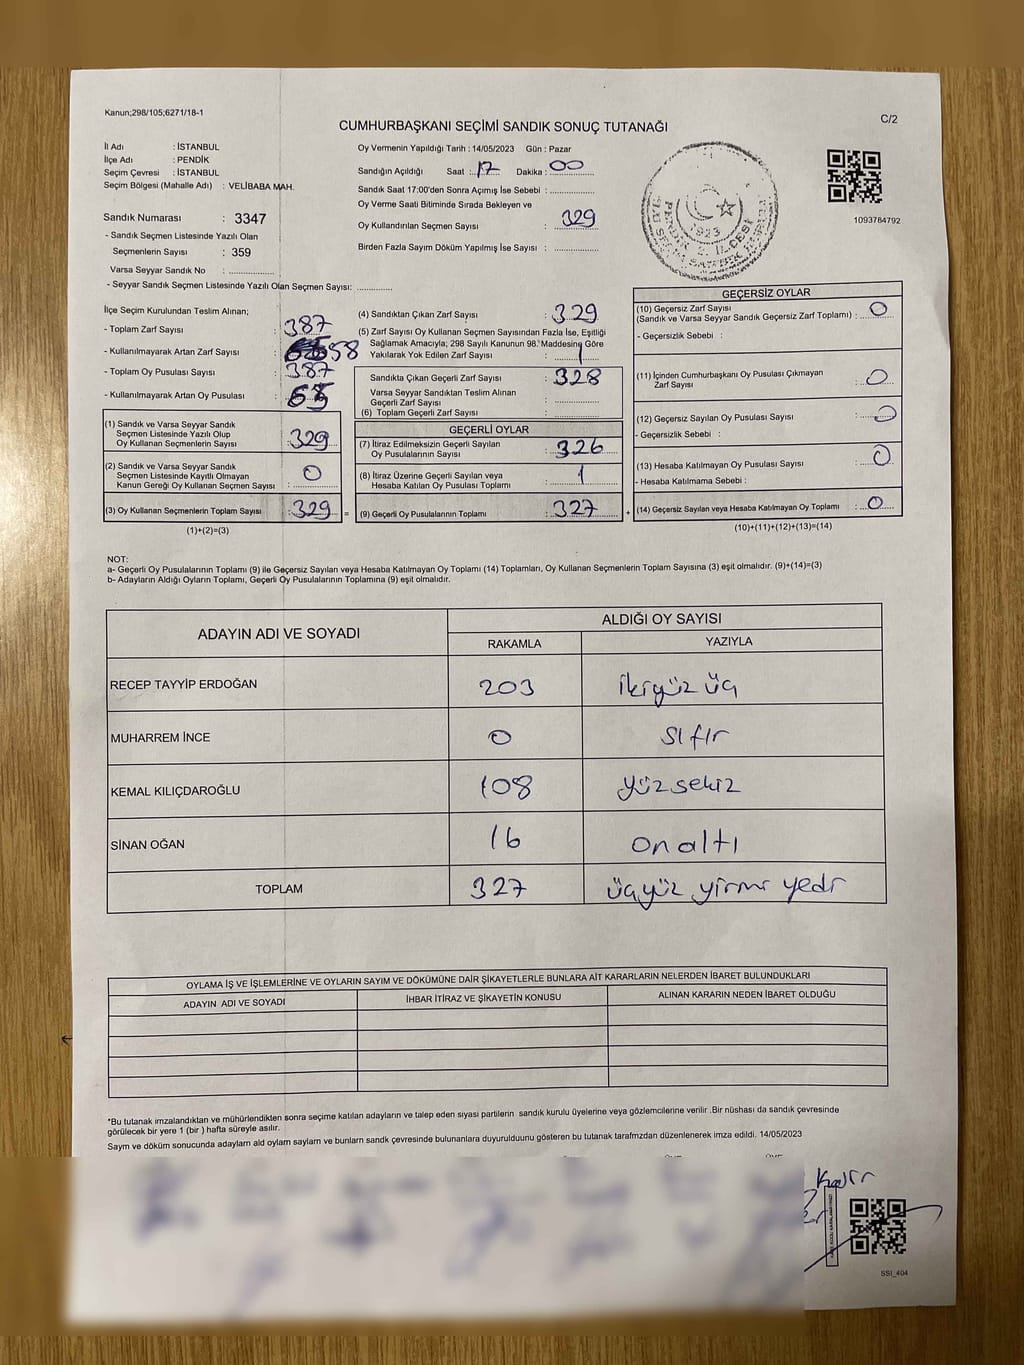 Kanun;298/105;6271/18-1
C/2
CUMHURBAŞKANI SEÇİMİ SANDIK SONUÇ TUTANAĞI
İl Adı : İSTANBUL
İlçe Adı : PENDİK
Seçim Çevresi : İSTANBUL
Seçim Bölgesi (Mahalle Adı) : VELİBABA MAH.
Sandık Numarası : 3347
- Sandık Seçmen Listesinde Yazılı Olan
Seçmenlerin Sayısı : 359
Varsa Seyyar Sandık No : ..............
- Seyyar Sandık Seçmen Listesinde Yazılı Olan Seçmen Sayısı: ............
Oy Vermenin Yapıldığı Tarih : 14/05/2023 Gün : Pazar
Sandığın Açıldığı Saat : 17 Dakika : 00
Sandık Saat 17:00'den Sonra Açımış İse Sebebi : ..............
Oy Verme Saati Bitiminde Sırada Bekleyen ve
Oy Kullandırılan Seçmen Sayısı : 329
Birden Fazla Sayım Döküm Yapılmış İse Sayısı : ..............
1923
1093784792
İlçe Seçim Kurulundan Teslim Alınan;
- Toplam Zarf Sayısı : 387
- Kullanılmayarak Artan Zarf Sayısı : 58
- Toplam Oy Pusulası Sayısı : 387
- Kullanılmayarak Artan Oy Pusulası :
(1) Sandık ve Varsa Seyyar Sandık
Seçmen Listesinde Yazılı Olup
Oy Kullanan Seçmenlerin Sayısı : 329
(2) Sandık ve Varsa Seyyar Sandık
Seçmen Listesinde Kayıtlı Olmayan
Kanun Gereği Oy Kullanan Seçmen Sayısı : 0
(3) Oy Kullanan Seçmenlerin Toplam Sayısı : 329 =
(1)+(2)=(3)
(4) Sandıktan Çıkan Zarf Sayısı : 329
(5) Zarf Sayısı Oy Kullanan Seçmen Sayısından Fazla İse, Eşitliği
Sağlamak Amacıyla; 298 Sayılı Kanunun 98. Maddesine Göre
Yakılarak Yok Edilen Zarf Sayısı : 1
Sandıkta Çıkan Geçerli Zarf Sayısı : 328
Varsa Seyyar Sandıktan Teslim Alınan
Geçerli Zarf Sayısı : ............
(6) Toplam Geçerli Zarf Sayısı : ............
GEÇERLİ OYLAR
(7) İtiraz Edilmeksizin Geçerli Sayılan
Oy Pusulalarının Sayısı : 326
(8) İtiraz Üzerine Geçerli Sayılan veya
Hesaba Katılan Oy Pusulası Toplamı : 1
(9) Geçerli Oy Pusulalarının Toplamı : 327 +
GEÇERSİZ OYLAR
(10) Geçersiz Zarf Sayısı
(Sandık ve Varsa Seyyar Sandık Geçersiz Zarf Toplamı) : 0
- Geçersizlik Sebebi :
(11) İçinden Cumhurbaşkanı Oy Pusulası Çıkmayan
Zarf Sayısı : 0
(12) Geçersiz Sayılan Oy Pusulası Sayısı : 0
- Geçersizlik Sebebi :
(13) Hesaba Katılmayan Oy Pusulası Sayısı : 0
- Hesaba Katılmama Sebebi :
(14) Geçersiz Sayılan veya Hesaba Katılmayan Oy Toplamı : 0
(10)+(11)+(12)+(13)=(14)
NOT:
a- Geçerli Oy Pusulalarının Toplamı (9) ile Geçersiz Sayılan veya Hesaba Katılmayan Oy Toplamı (14) Toplamları, Oy Kullanan Seçmenlerin Toplam Sayısına (3) eşit olmalıdır. (9)+(14)=(3)
b- Adayların Aldığı Oyların Toplamı, Geçerli Oy Pusulalarının Toplamına (9) eşit olmalıdır.
ADAYIN ADI VE SOYADI ALDIĞI OY SAYISI
RAKAMLA YAZIYLA
RECEP TAYYİP ERDOĞAN 203 ikiyüz üç
MUHARREM İNCE 0 sıfır
KEMAL KILIÇDAROĞLU 108 yüzsekiz
SİNAN OĞAN 16 onaltı
TOPLAM 327 üçyüz yirmi yedi
OYLAMA İŞ VE İŞLEMLERİNE VE OYLARIN SAYIM VE DÖKÜMÜNE DAİR ŞİKAYETLERLE BUNLARA AİT KARARLARIN NELERDEN İBARET BULUNDUKLARI
ADAYIN ADI VE SOYADI İHBAR İTİRAZ VE ŞİKAYETİN KONUSU ALINAN KARARIN NEDEN İBARET OLDUĞU
*Bu tutanak imzalandıktan ve mühürlendikten sonra seçime katılan adayların ve talep eden siyasi partilerin sandık kurulu üyelerine veya gözlemcilerine verilir .Bir nüshası da sandık çevresinde
görülecek bir yere 1 (bir ) hafta süreyle asılır.
Sayım ve döküm sonucunda adayların ald oyların sayların ve bunların sandk çevresinde bulunanlara duyurulduunu gösteren bu tutanak tarafmzdan düzenlenerek imza edildi. 14/05/2023
SSI_404